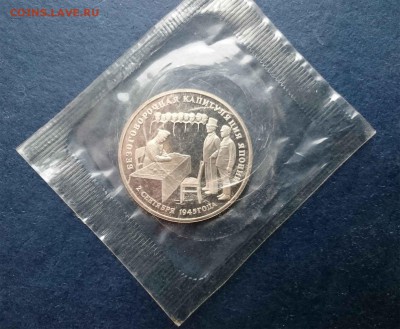 COINS.LAVE.RU
БЕЗОГОВОРОЧНАЯ КАПИТУЛЯЦИЯ ЯПОНИИ
2 СЕНТЯБРЯ 1945 ГОДА